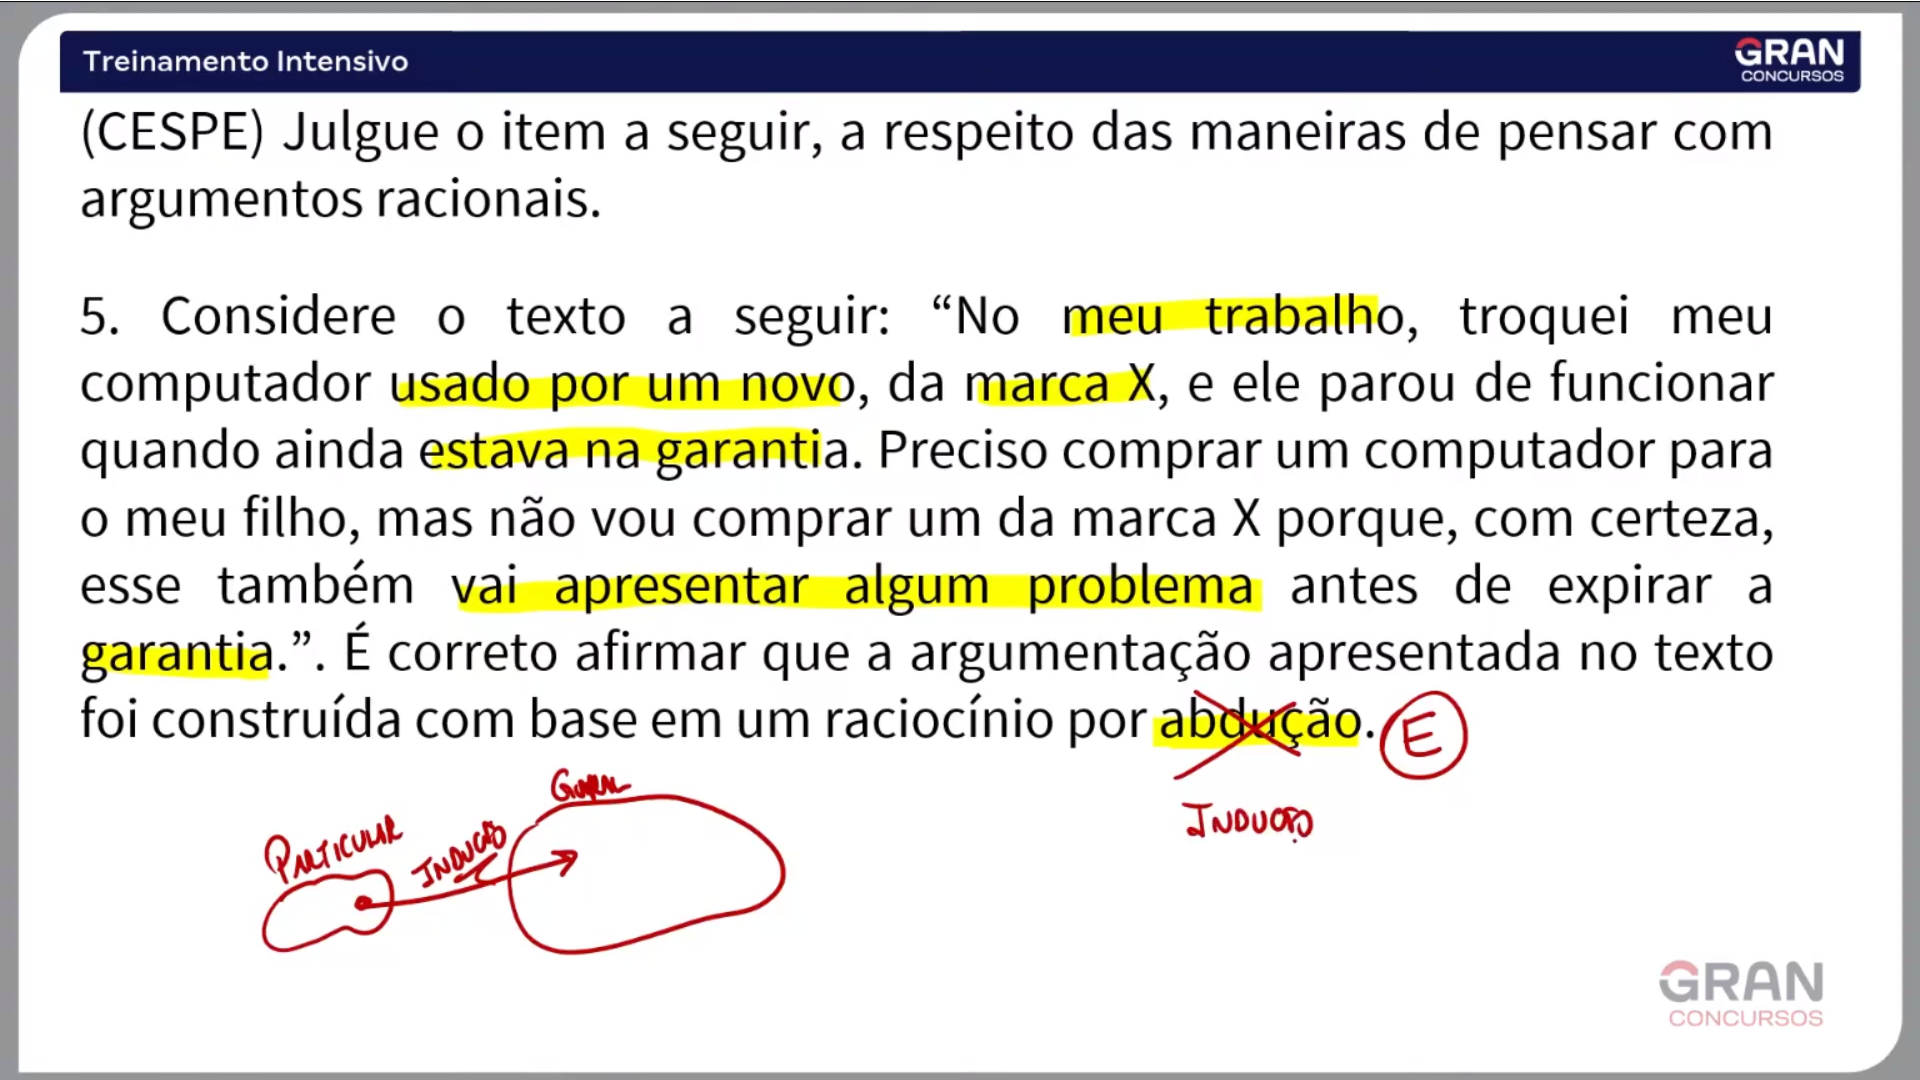 Treinamento Intensivo
GRAN
CONCURSOS
(CESPE) Julgue o item a seguir, a respeito das maneiras de pensar com
argumentos racionais.
5. Considere o texto a seguir: “No meu trabalho, troquei meu
computador usado por um novo, da marca X, e ele parou de funcionar
quando ainda estava na garantia. Preciso comprar um computador para
o meu filho, mas não vou comprar um da marca X porque, com certeza,
esse também vai apresentar algum problema antes de expirar a
garantia.”. É correto afirmar que a argumentação apresentada no texto
foi construída com base em um raciocínio por abdução. E
GERAL
PARTICULAR
INDUÇÃO
INDUÇÃO
GRAN
CONCURSOS